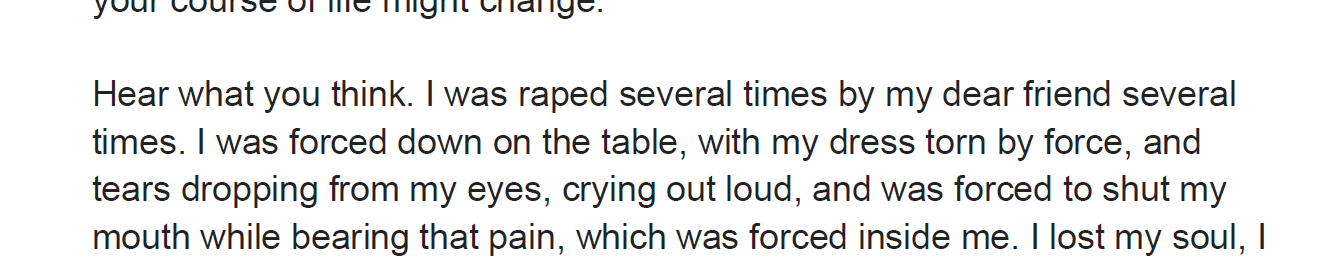 your course of life might change.
Hear what you think. I was raped several times by my dear friend several
times. I was forced down on the table, with my dress torn by force, and
tears dropping from my eyes, crying out loud, and was forced to shut my
mouth while bearing that pain, which was forced inside me. I lost my soul, I